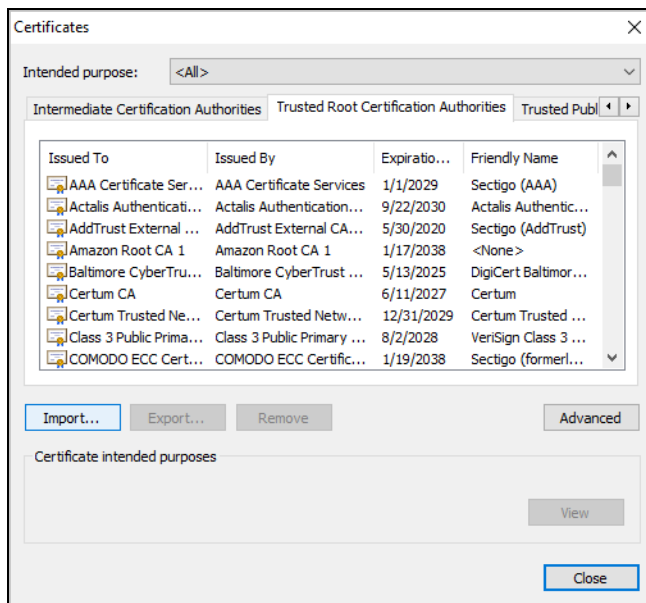 Certificates
Intended purpose: <All>
Intermediate Certification Authorities Trusted Root Certification Authorities Trusted Publ
Issued To Issued By Expiratio... Friendly Name
AAA Certificate Ser... AAA Certificate Services 1/1/2029 Sectigo (AAA)
Actalis Authenticati... Actalis Authentication... 9/22/2030 Actalis Authentic...
AddTrust External ... AddTrust External CA... 5/30/2020 Sectigo (AddTrust)
Amazon Root CA 1 Amazon Root CA 1 1/17/2038 <None>
Baltimore CyberTru... Baltimore CyberTrust ... 5/13/2025 DigiCert Baltimor...
Certum CA Certum CA 6/11/2027 Certum
Certum Trusted Ne... Certum Trusted Netw... 12/31/2029 Certum Trusted ...
Class 3 Public Prima... Class 3 Public Primary ... 8/2/2028 VeriSign Class 3 ...
COMODO ECC Cert... COMODO ECC Certific... 1/19/2038 Sectigo (formerl...
Import... Export... Remove Advanced
Certificate intended purposes
View
Close